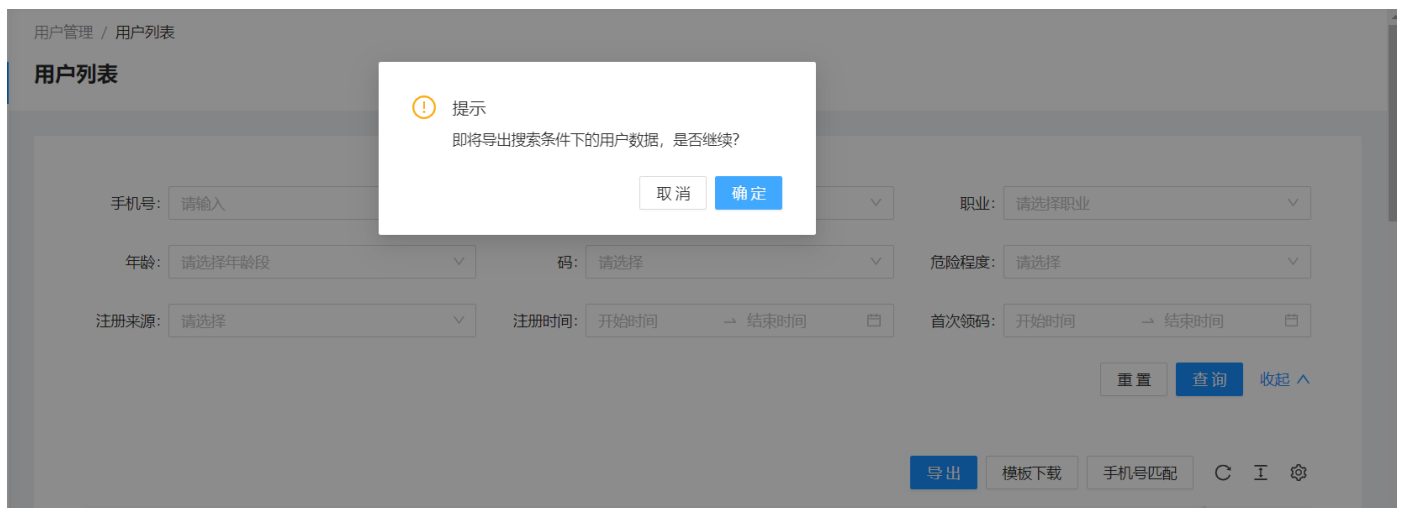 用户管理 / 用户列表
用户列表
提示
即将导出搜索条件下的用户数据，是否继续？
取消 确定
手机号: 请输入
职业: 请选择职业
年龄: 请选择年龄段
码: 请选择
危险程度: 请选择
注册来源: 请选择
注册时间: 开始时间 → 结束时间
首次领码: 开始时间 → 结束时间
重置 查询 收起
导出 模板下载 手机号匹配